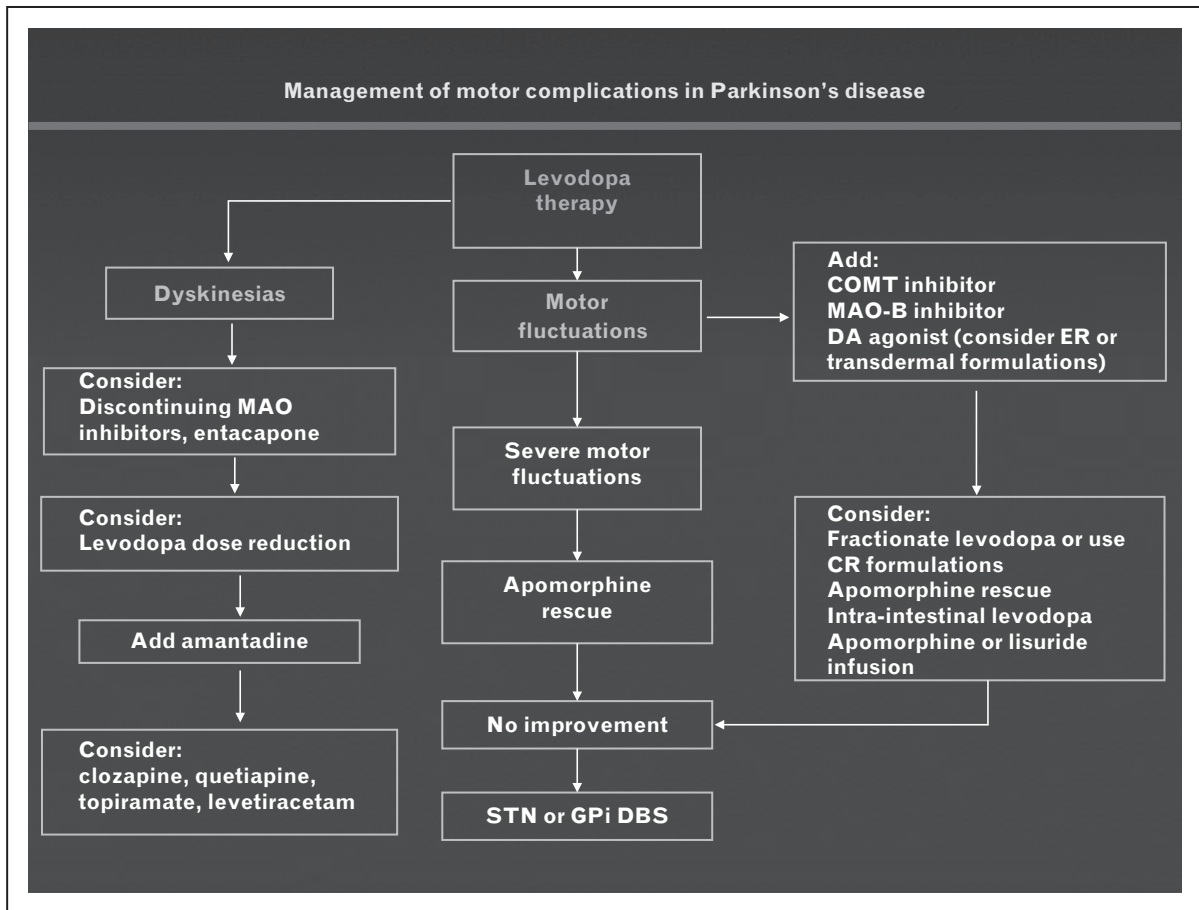 Management of motor complications in Parkinson's disease
Levodopa
therapy
Dyskinesias
Motor
fluctuations
Add:
COMT inhibitor
MAO-B inhibitor
DA agonist (consider ER or
transdermal formulations)
Consider:
Discontinuing MAO
inhibitors, entacapone
Severe motor
fluctuations
Consider:
Levodopa dose reduction
Consider:
Fractionate levodopa or use
CR formulations
Apomorphine rescue
Intra-intestinal levodopa
Apomorphine or lisuride
infusion
Apomorphine
rescue
Add amantadine
No improvement
Consider:
clozapine, quetiapine,
topiramate, levetiracetam
STN or GPi DBS